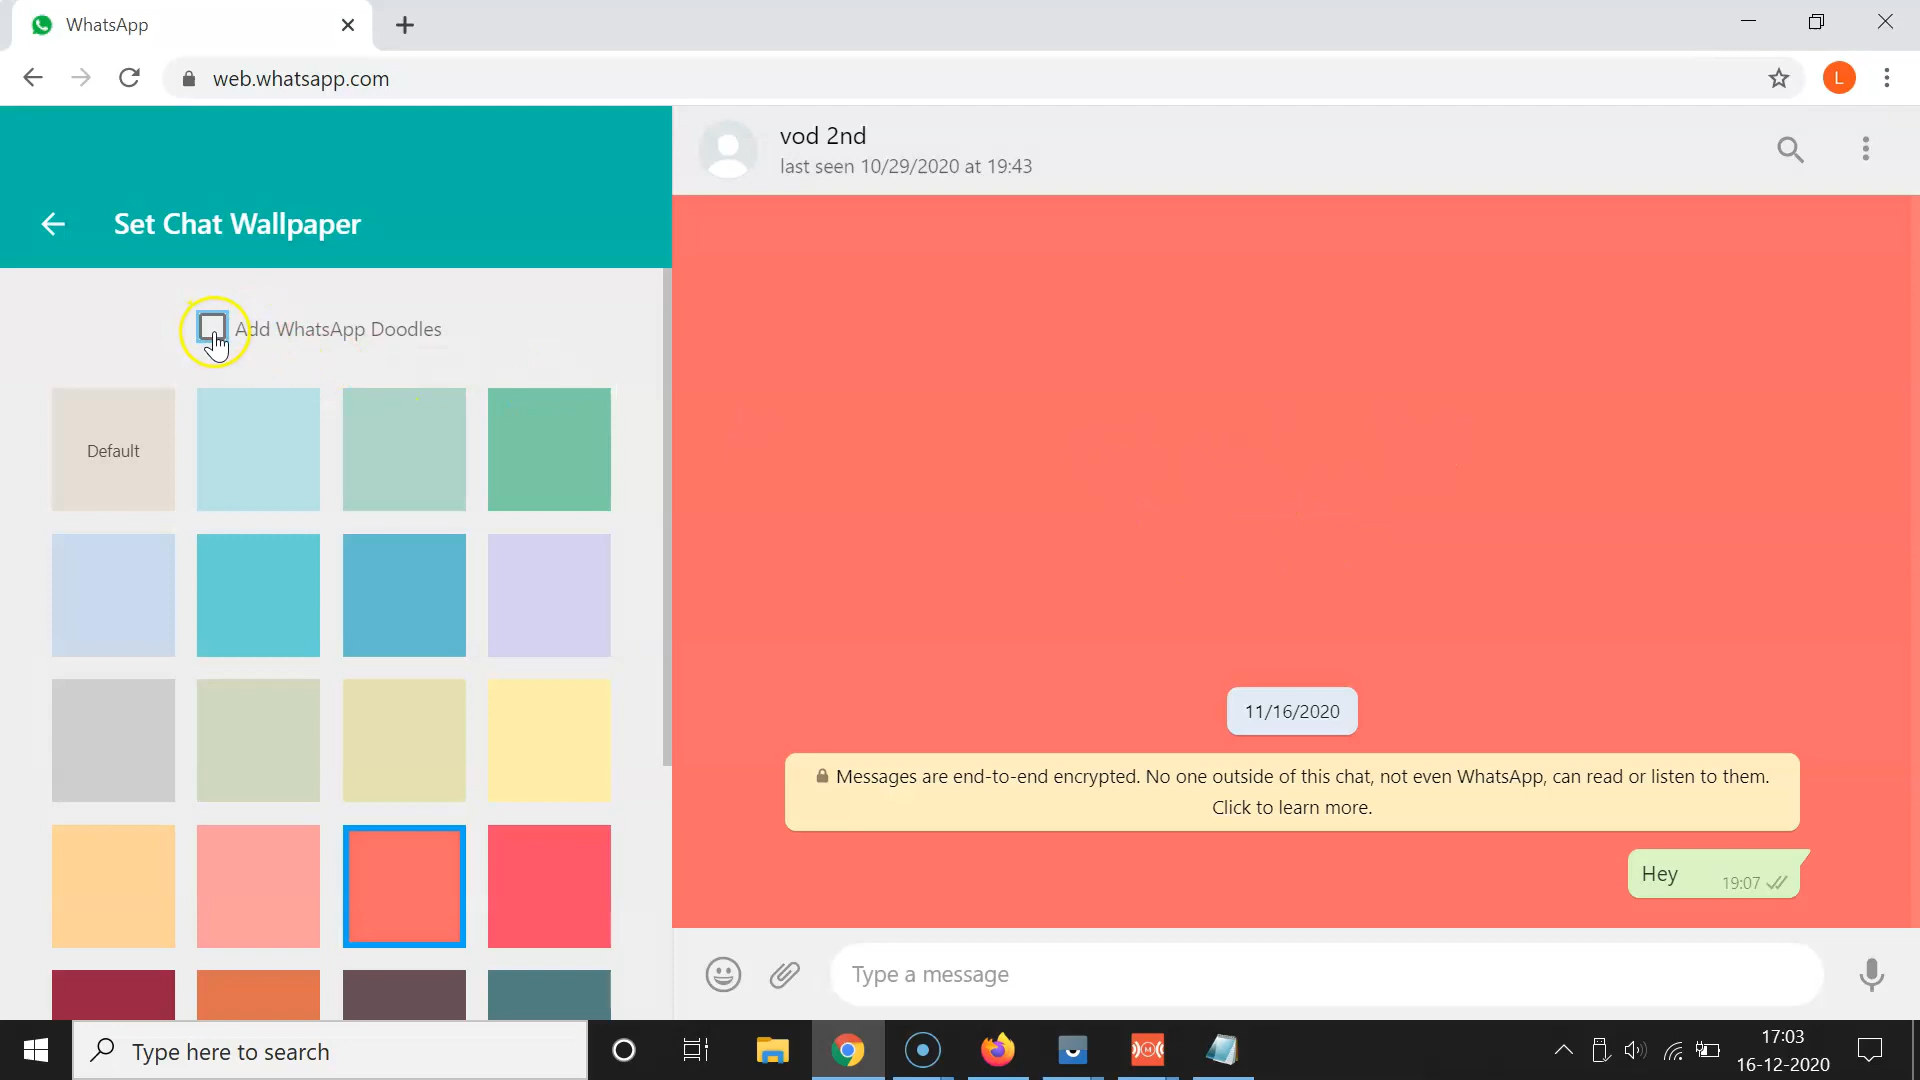 WhatsApp
web.whatsapp.com
L
Set Chat Wallpaper
Add WhatsApp Doodles
Default
vod 2nd
last seen 10/29/2020 at 19:43
11/16/2020
Messages are end-to-end encrypted. No one outside of this chat, not even WhatsApp, can read or listen to them.
Click to learn more.
Hey
19:07
Type a message
Type here to search
17:03
16-12-2020